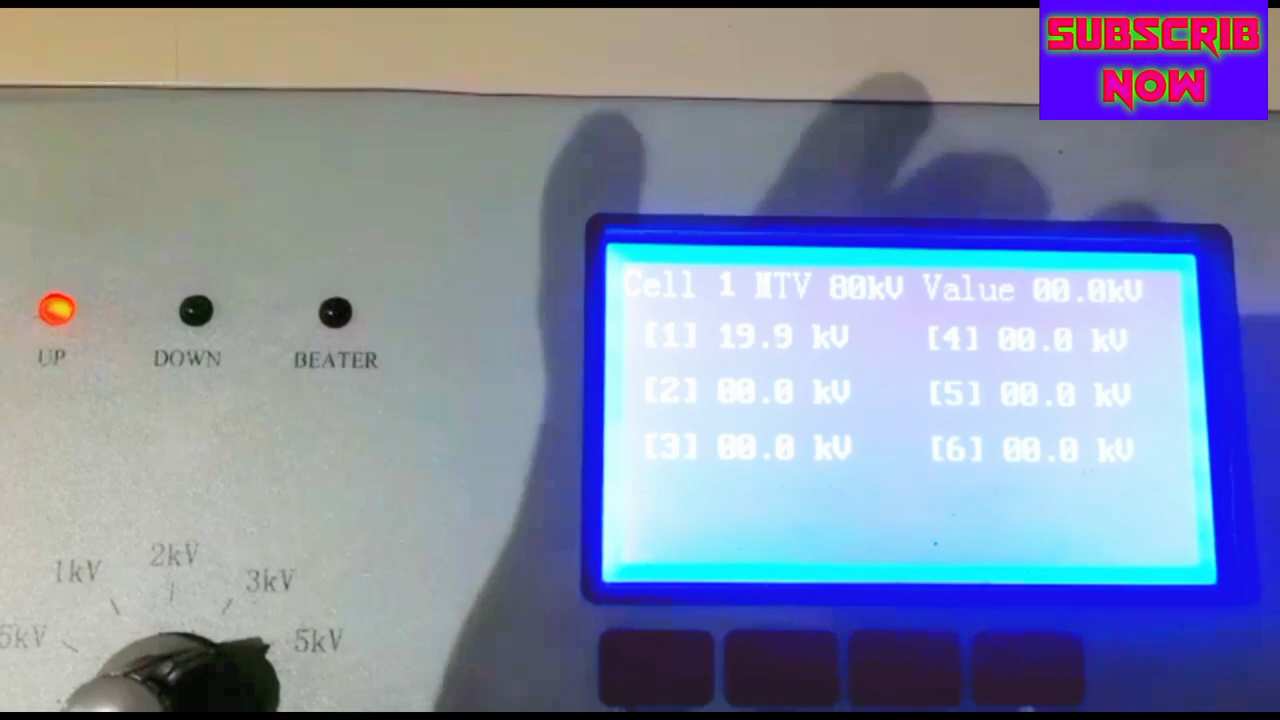 SUBSCRIB
NOW
Cell 1 MTV 80kV Value 00.0kV
[1] 19.9 kV [4] 00.0 kV
[2] 00.0 kV [5] 00.0 kV
[3] 00.0 kV [6] 00.0 kV
UP DOWN BEATER
1kV 2kV 3kV
5kV 5kV